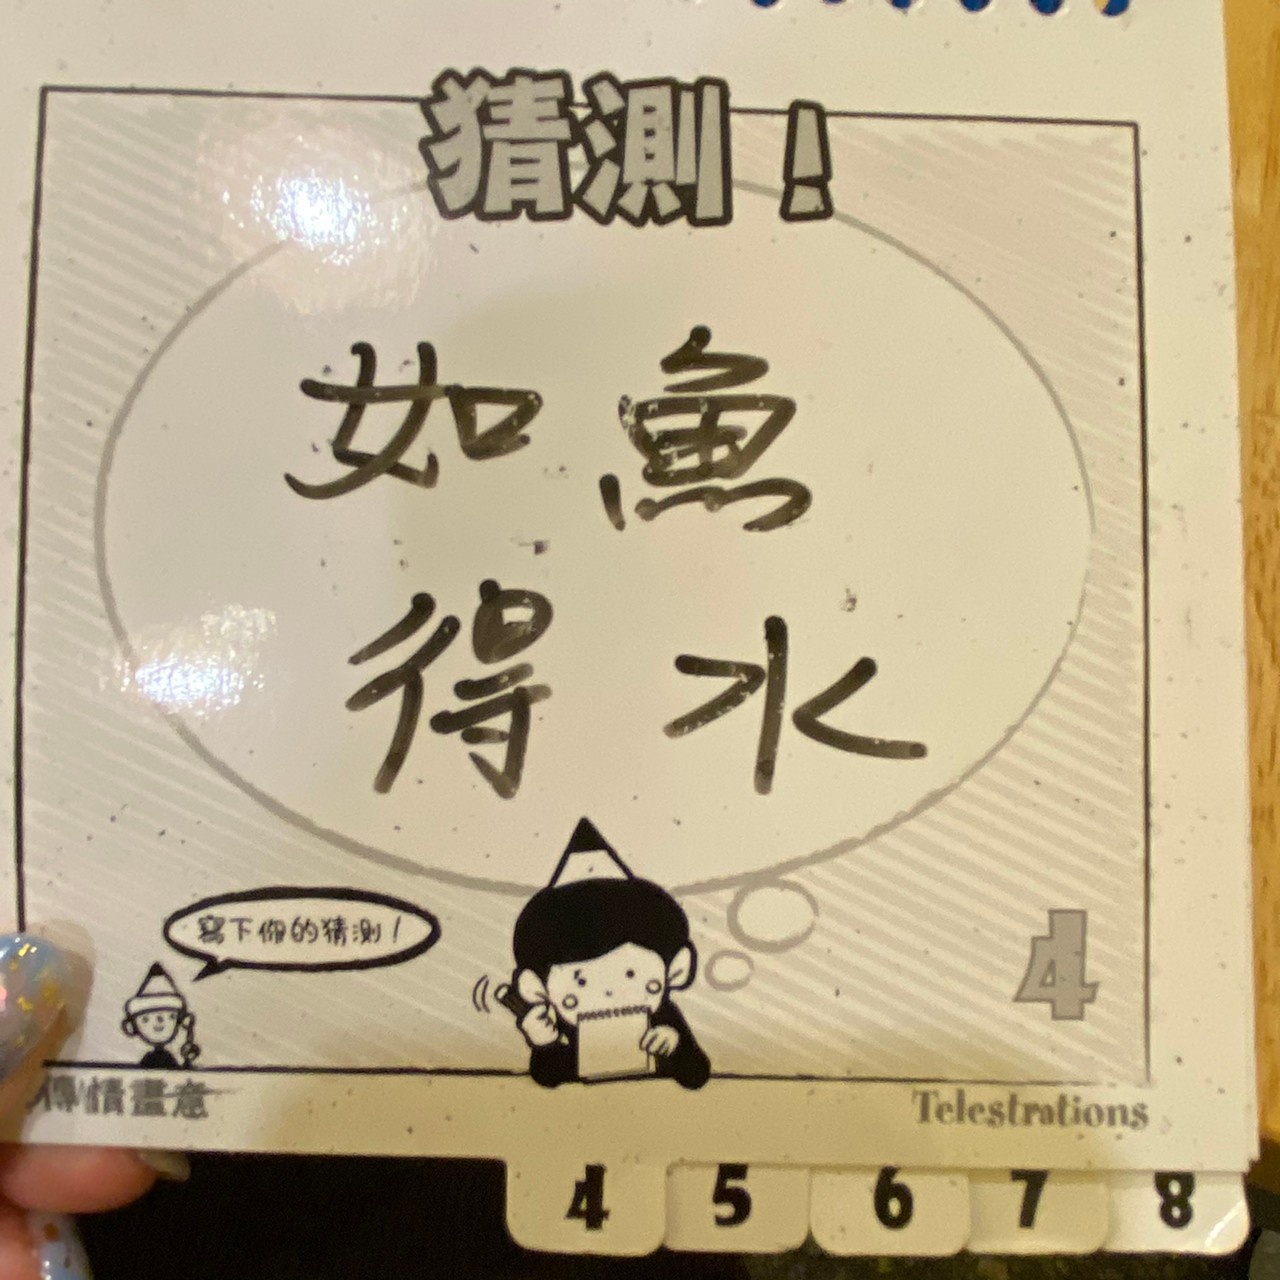 猜測！
如魚
得水
寫下你的猜測！
4
傳情畫意
Telestrations
4 5 6 7 8